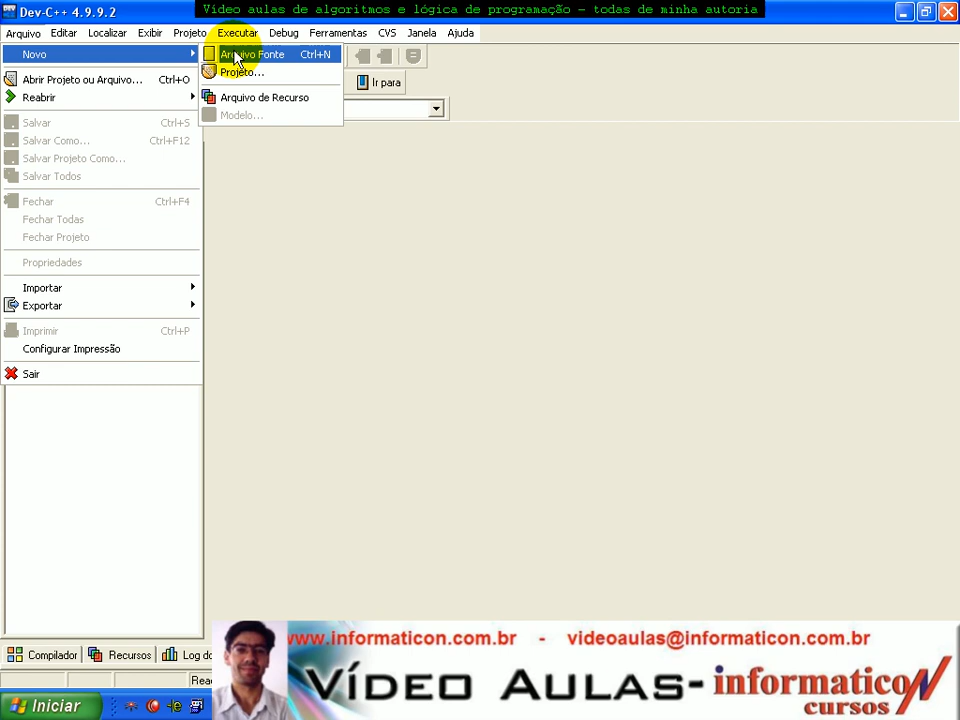 Dev-C++ 4.9.9.2
Vídeo aulas de algoritmos e lógica de programação - todas de minha autoria
Arquivo Editar Localizar Exibir Projeto Executar Debug Ferramentas CVS Janela Ajuda
Novo
Arquivo Fonte Ctrl+N
Projeto...
Abrir Projeto ou Arquivo... Ctrl+O
Ir para
Reabrir
Arquivo de Recurso
Modelo...
Salvar Ctrl+S
Salvar Como... Ctrl+F12
Salvar Projeto Como...
Salvar Todos
Fechar Ctrl+F4
Fechar Todas
Fechar Projeto
Propriedades
Importar
Exportar
Imprimir Ctrl+P
Configurar Impressão
Sair
www.informaticon.com.br - videoaulas@informaticon.com.br
Compilador Recursos Log
VÍDEO AULAS- informaticon
cursos
Iniciar